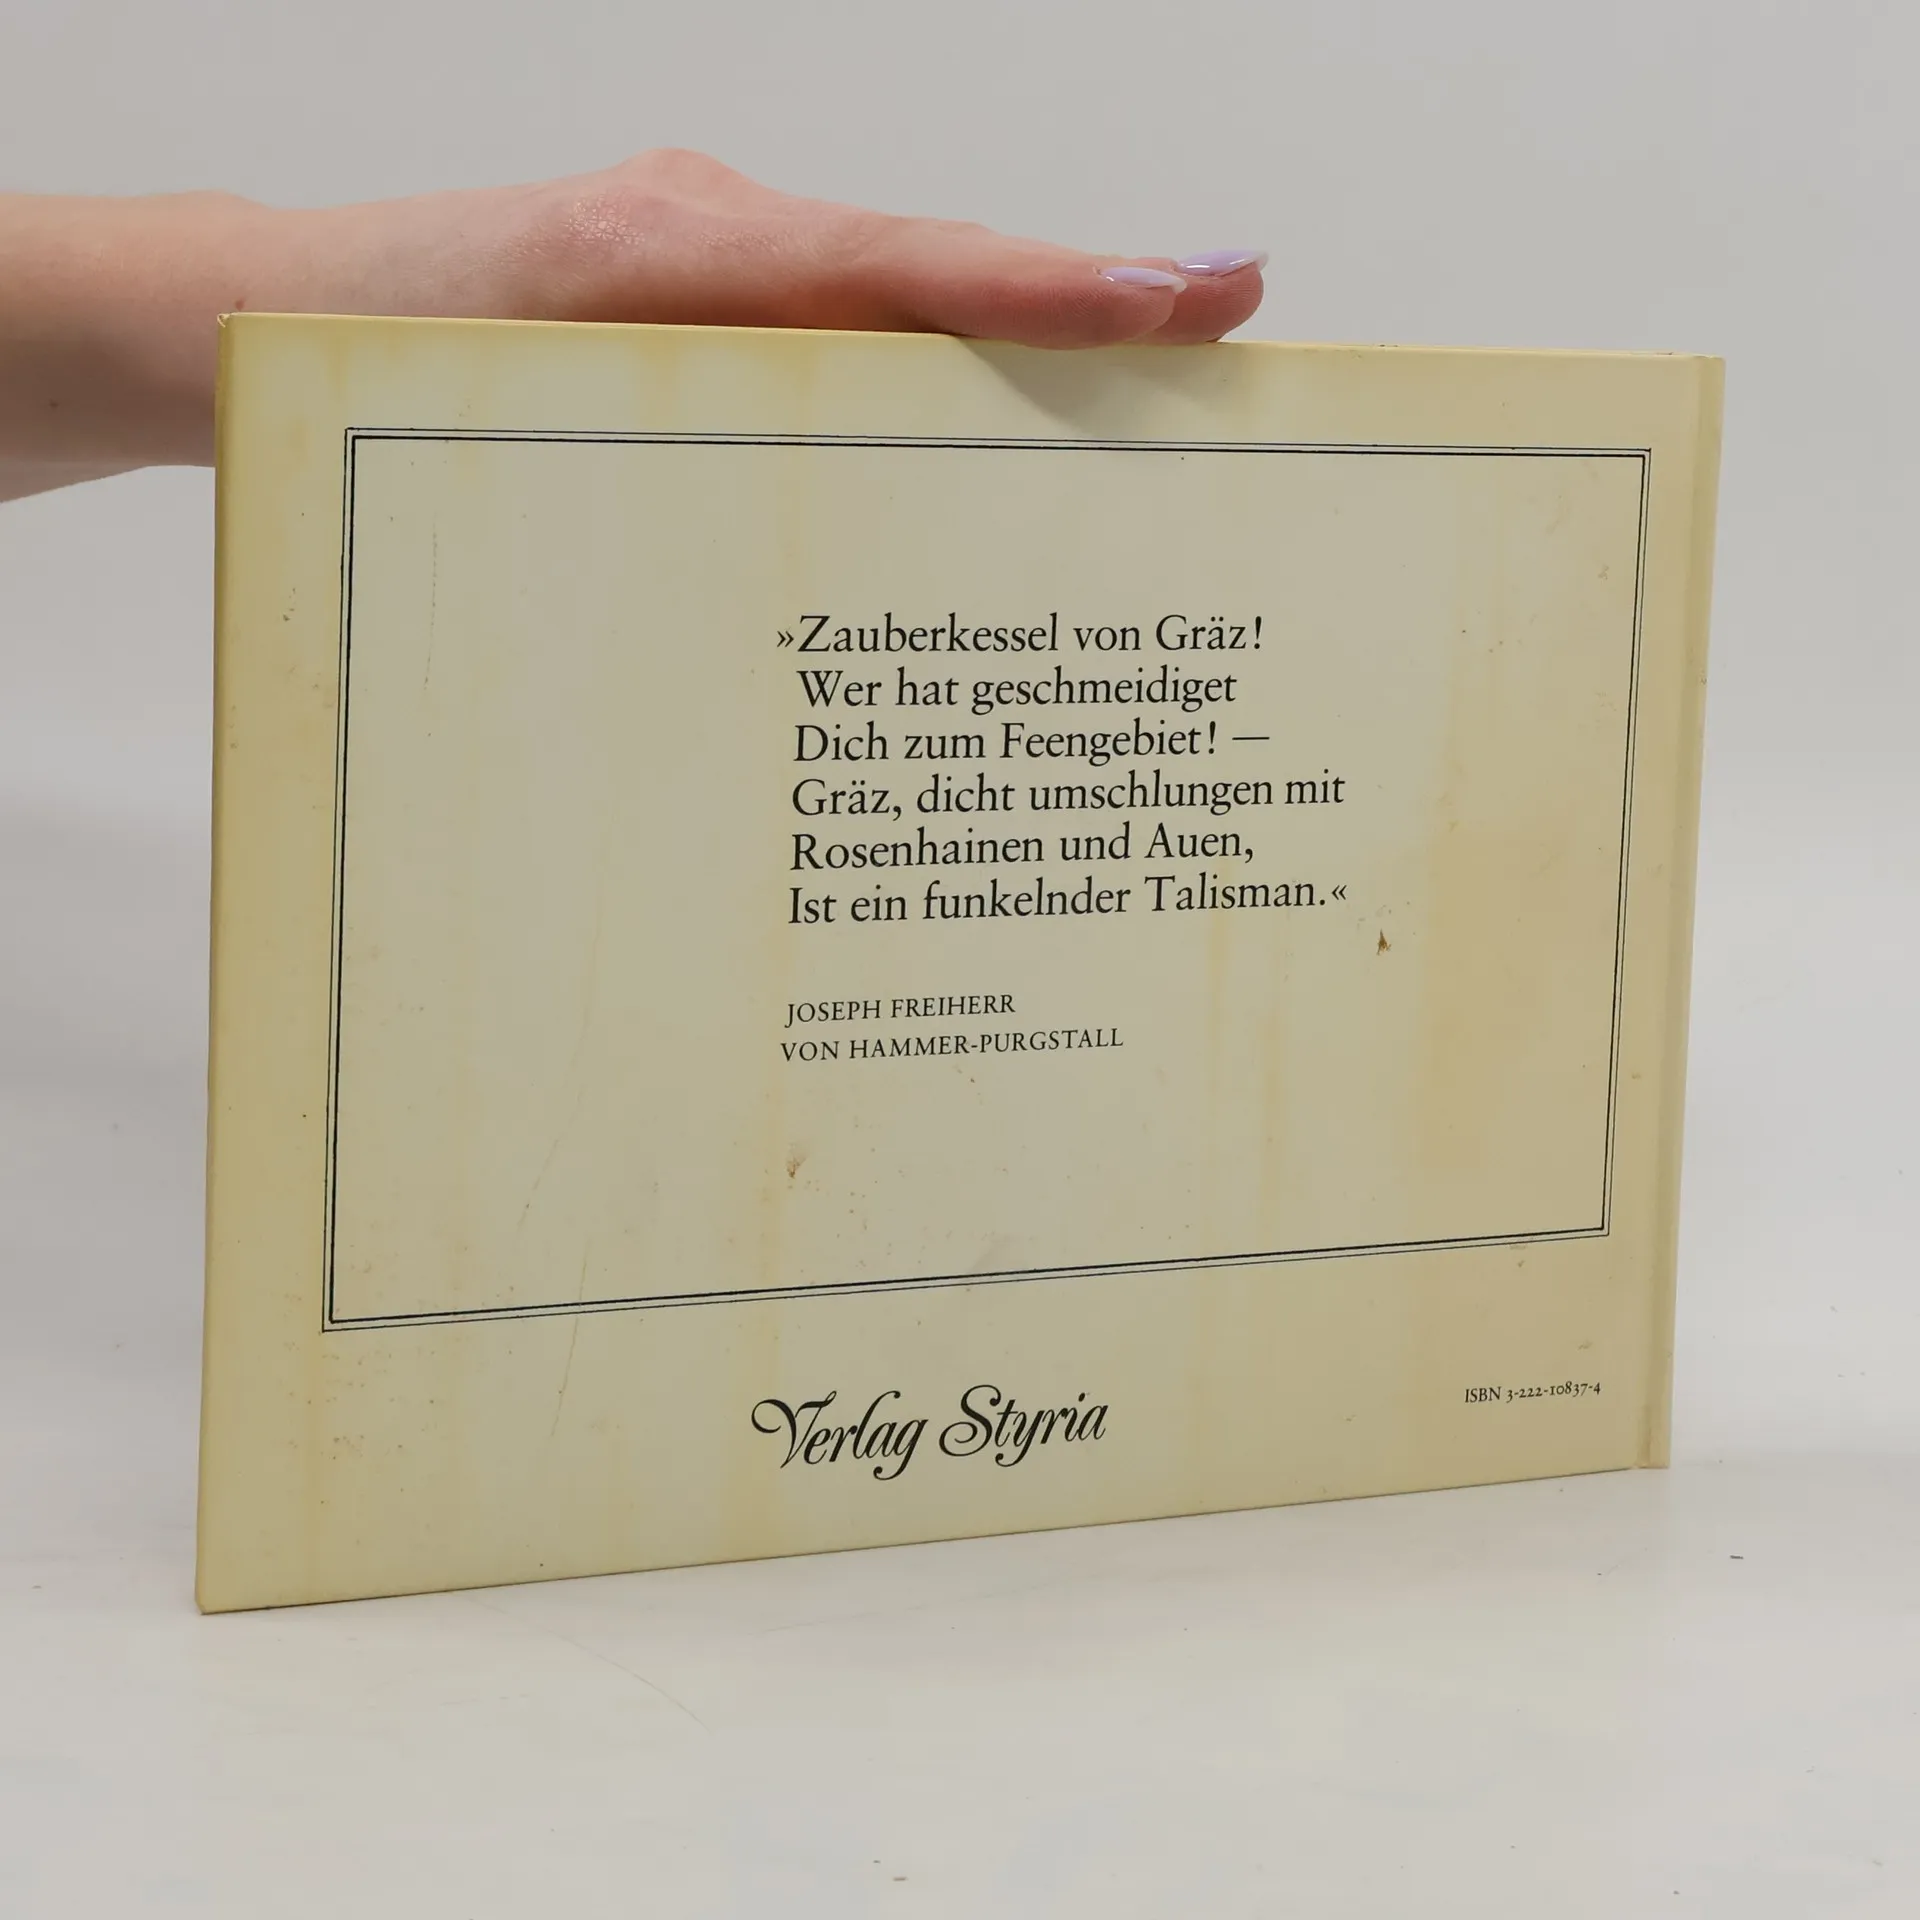 »Zauberkessel von Gräz!
Wer hat geschmeidiget
Dich zum Feengebiet! —
Gräz, dicht umschlungen mit
Rosenhainen und Auen,
Ist ein funkelnder Talisman.«
JOSEPH FREIHERR
VON HAMMER-PURGSTALL
Verlag Styria
ISBN 3-222-10837-4